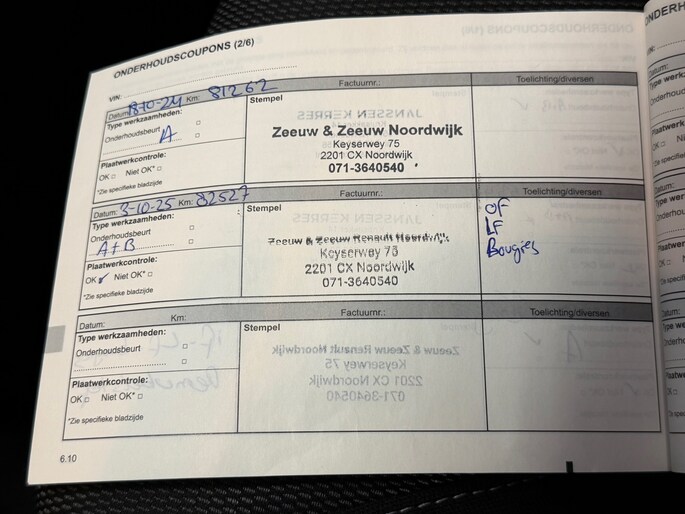 ONDERHOUDSCOUPONS (2/6)
VIN:
Datum: 8-10-24 Km: 81262 Factuurnr.: Toelichting/diversen
Type werkzaamheden:
Onderhoudsbeurt A
Plaatwerkcontrole:
OK Niet OK*
*Zie specifieke bladzijde
Stempel
Zeeuw & Zeeuw Noordwijk
Keyserwey 75
2201 CX Noordwijk
071-3640540
Datum: 3-10-25 Km: 82527 Factuurnr.: Toelichting/diversen
Type werkzaamheden:
Onderhoudsbeurt
A+B
Plaatwerkcontrole:
OK Niet OK*
*Zie specifieke bladzijde
Stempel
Zeeuw & Zeeuw Renault Noordwijk
Keyserwey 75
2201 CX Noordwijk
071-3640540
OF
LF
Bougies
Datum: Km: Factuurnr.: Toelichting/diversen
Type werkzaamheden:
Onderhoudsbeurt
Plaatwerkcontrole:
OK Niet OK*
*Zie specifieke bladzijde
Stempel
6.10